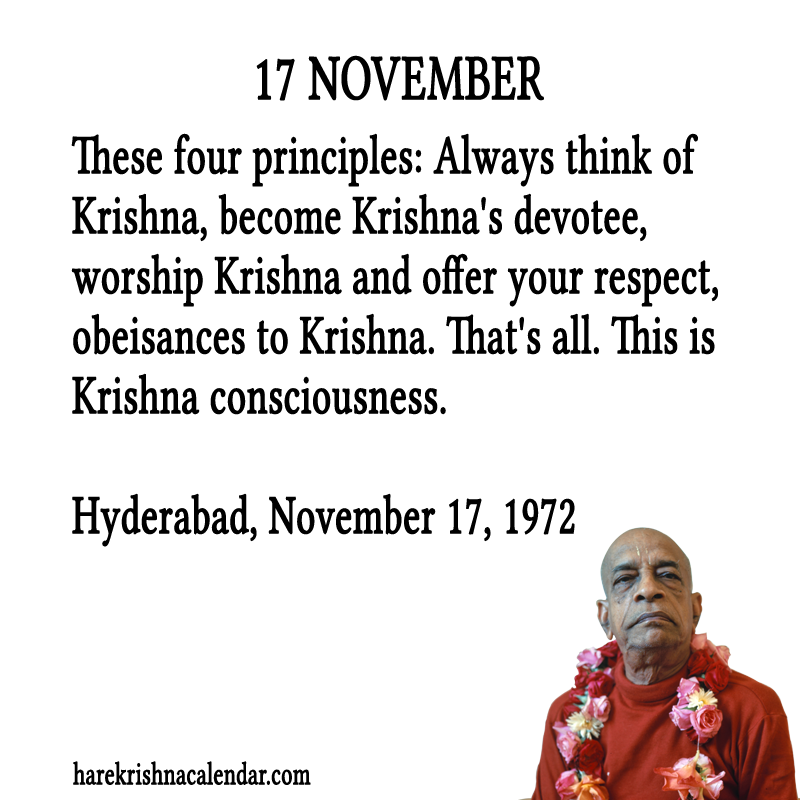 17 NOVEMBER
These four principles: Always think of
Krishna, become Krishna's devotee,
worship Krishna and offer your respect,
obeisances to Krishna. That's all. This is
Krishna consciousness.
Hyderabad, November 17, 1972
harekrishnacalendar.com